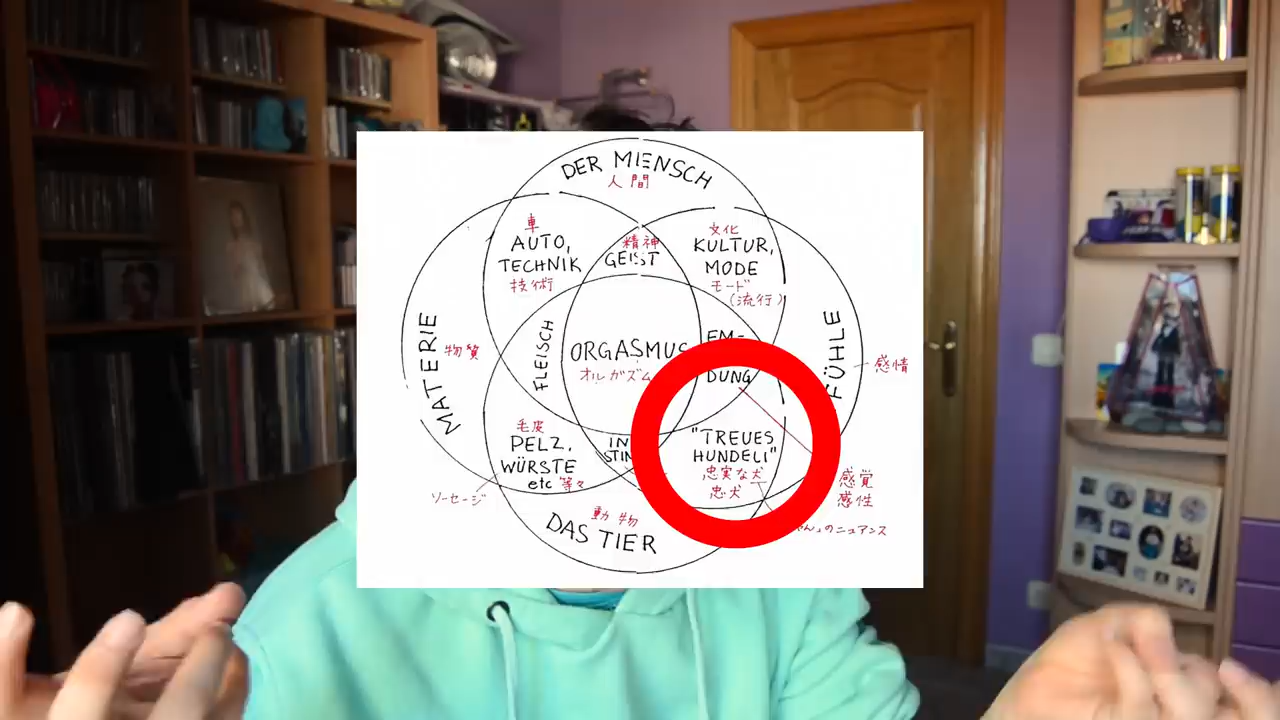 DER MENSCH
人間
車
AUTO,
TECHNIK
技術
精神
GEIST
文化
KULTUR,
MODE
モード
(流行)
MATERIE
物質
FLEISCH
ORGASMUS
オルガズム
EM-
DUNG
FÜHLE
感情
毛皮
PELZ,
WÜRSTE
etc 等々
ソーセージ
IN
STIN
"TREUES
HUNDELI"
忠実な犬
忠犬
感覚
感性
ゃん」のニュアンス
動物
DAS TIER